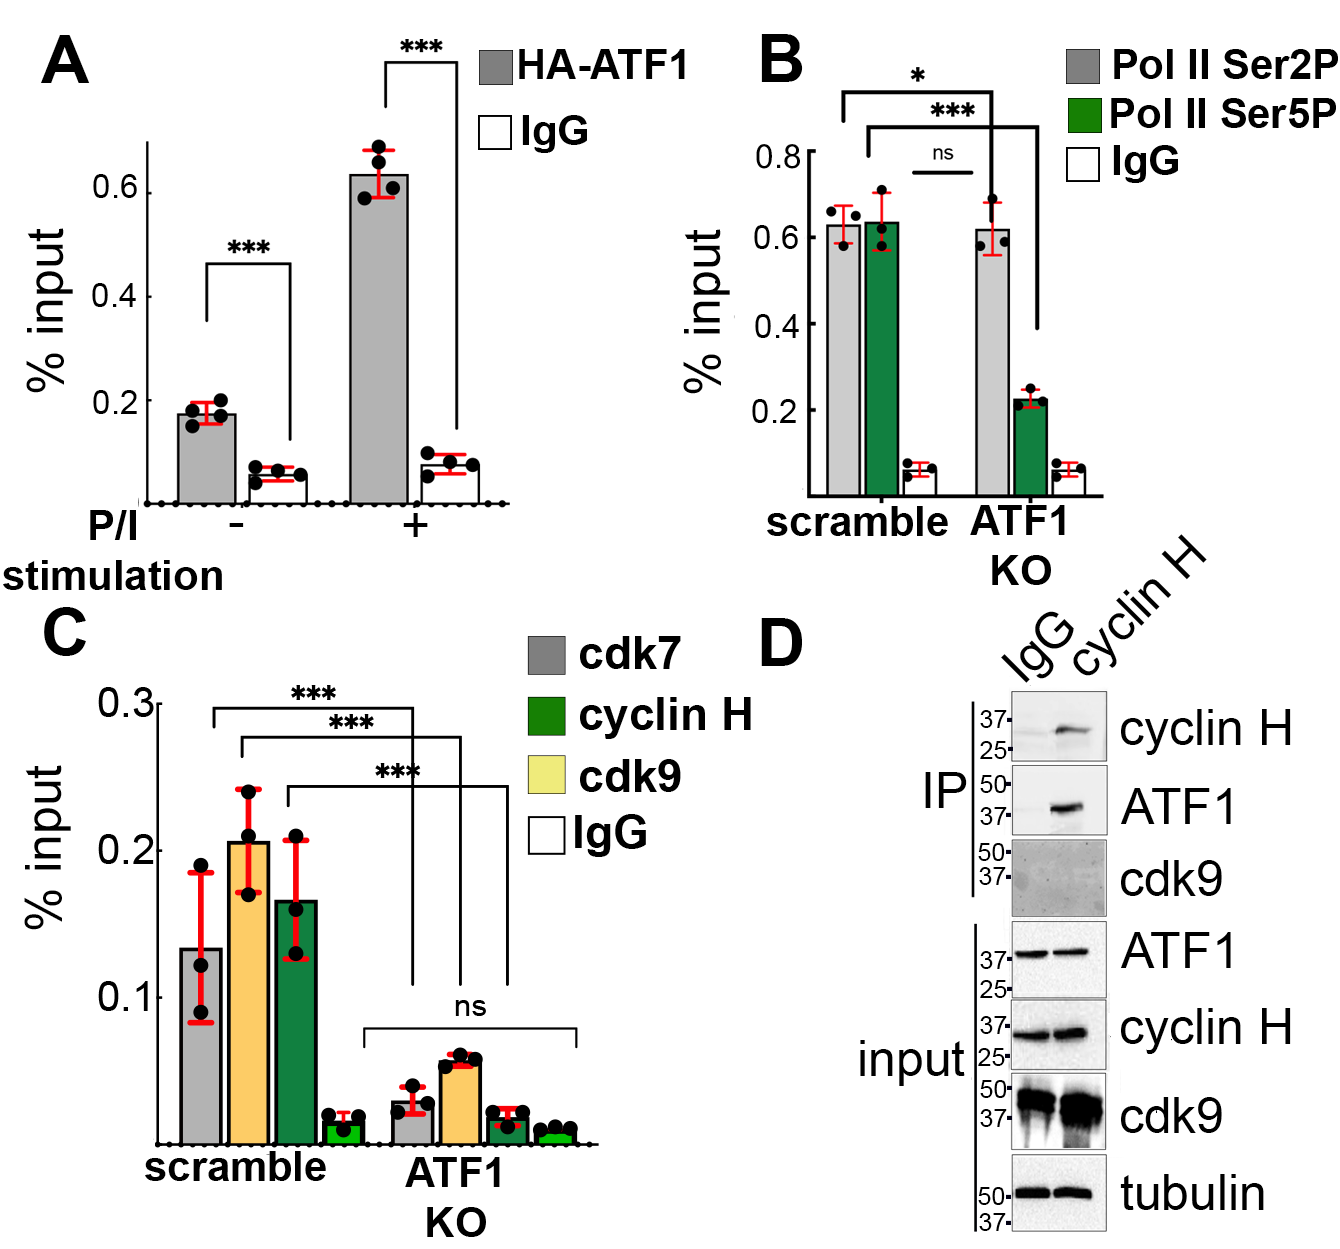 A
***
***
HA-ATF1
IgG
% input
0.6
0.4
0.2
P/I
-
+
stimulation
B
*
***
ns
Pol II Ser2P
Pol II Ser5P
IgG
% input
0.8
0.6
0.4
0.2
scramble
ATF1
KO
C
***
***
***
ns
cdk7
cyclin H
cdk9
IgG
% input
0.3
0.2
0.1
scramble
ATF1
KO
D
IgG
cyclin H
IP
37
25
cyclin H
50
37
ATF1
50
37
cdk9
input
37
25
ATF1
37
25
cyclin H
50
37
cdk9
50
37
tubulin